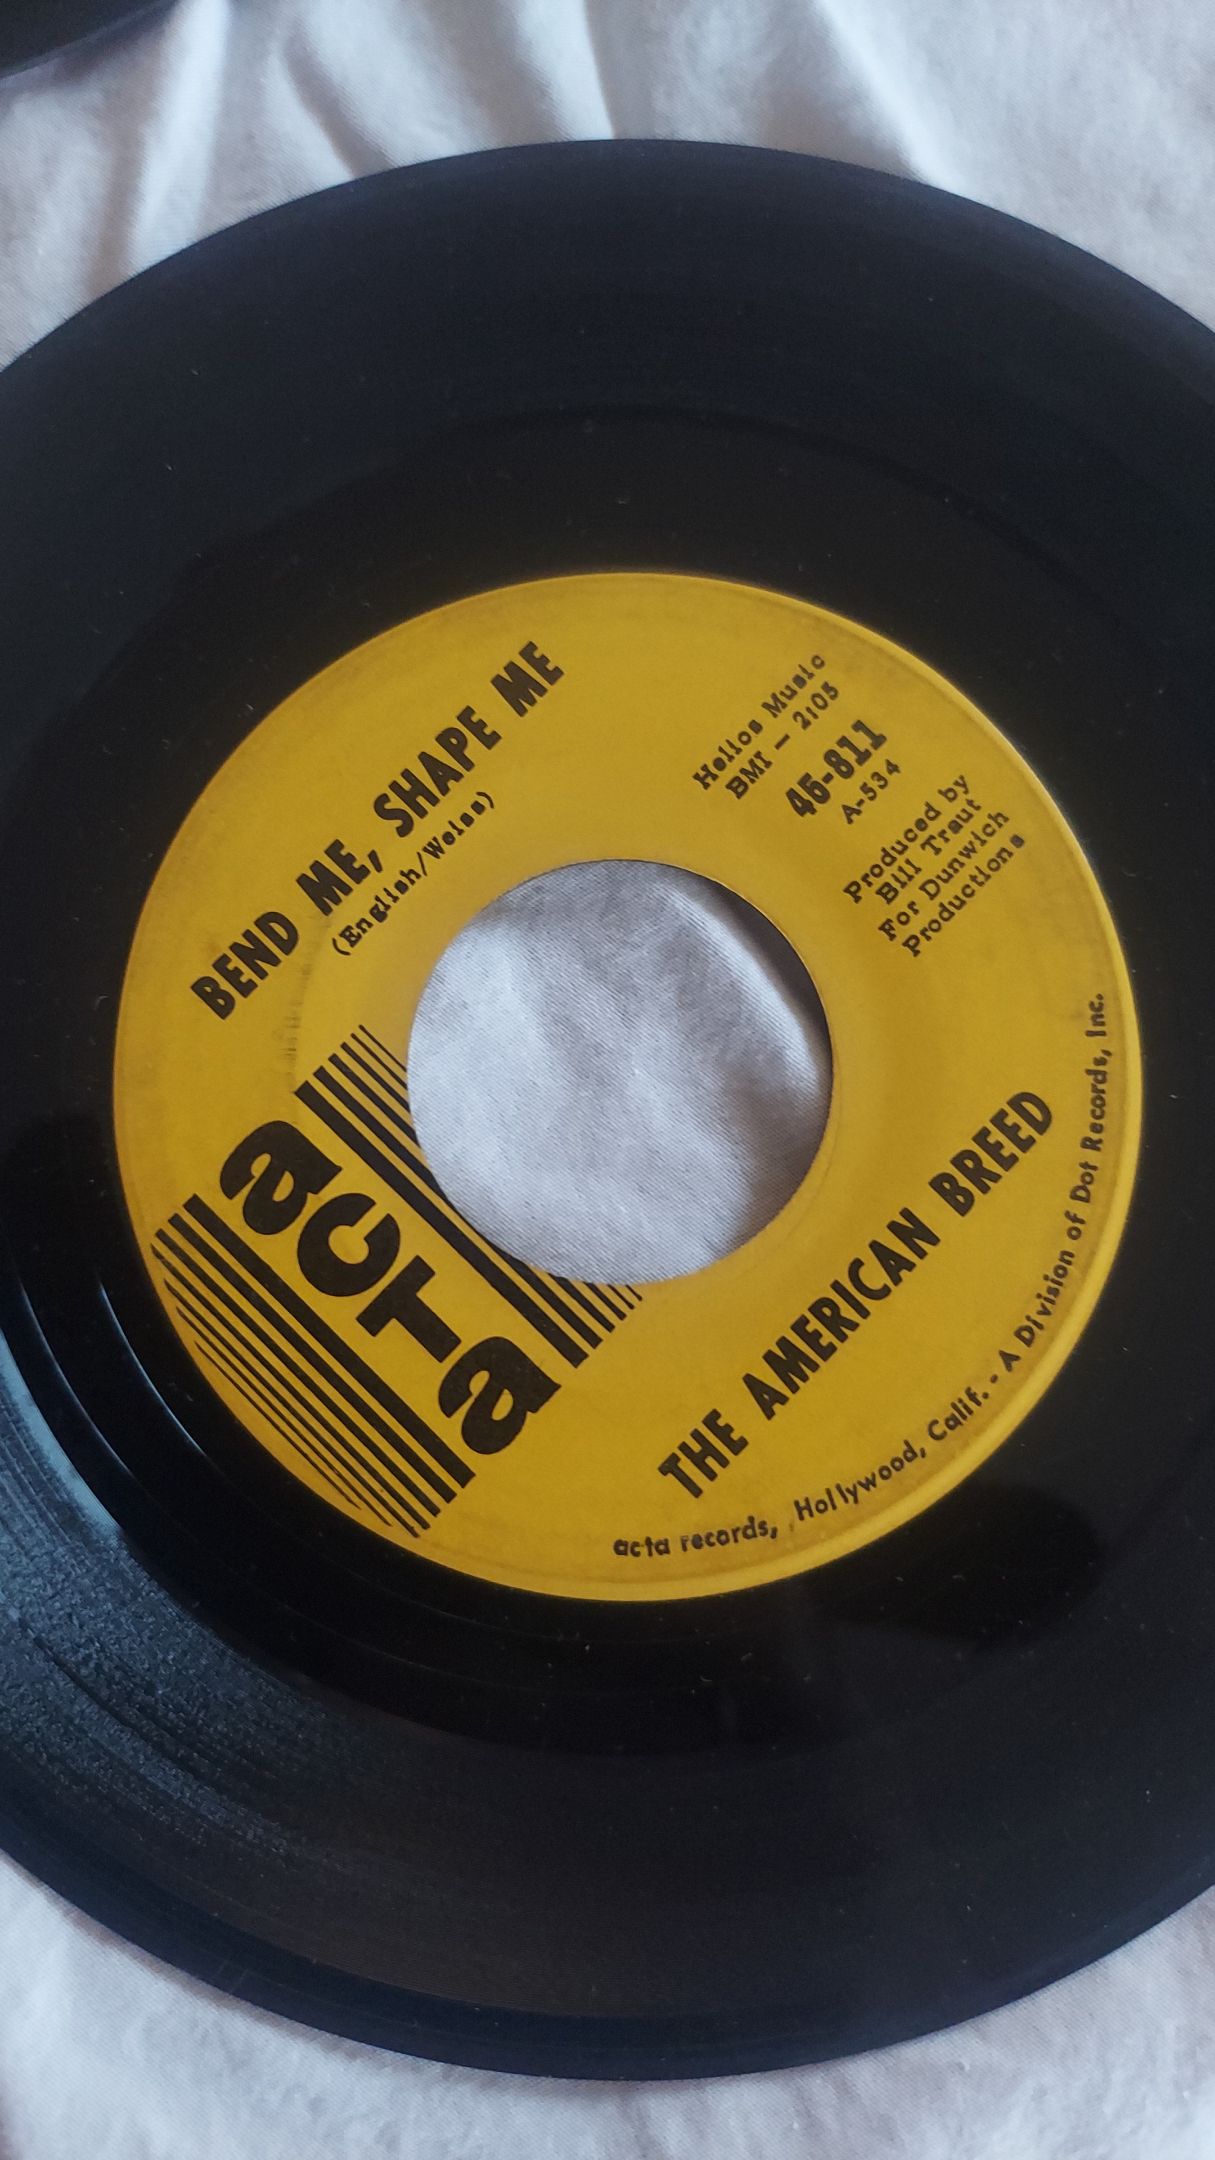 BEND ME, SHAPE ME
(English/Weiss)
Helios Music
BMI - 2:05
45-811
A-534
Produced by
Bill Traut
For Dunwich
Productions
acta
THE AMERICAN BREED
acta records, Hollywood, Calif. - A Division of Dot Records, Inc.